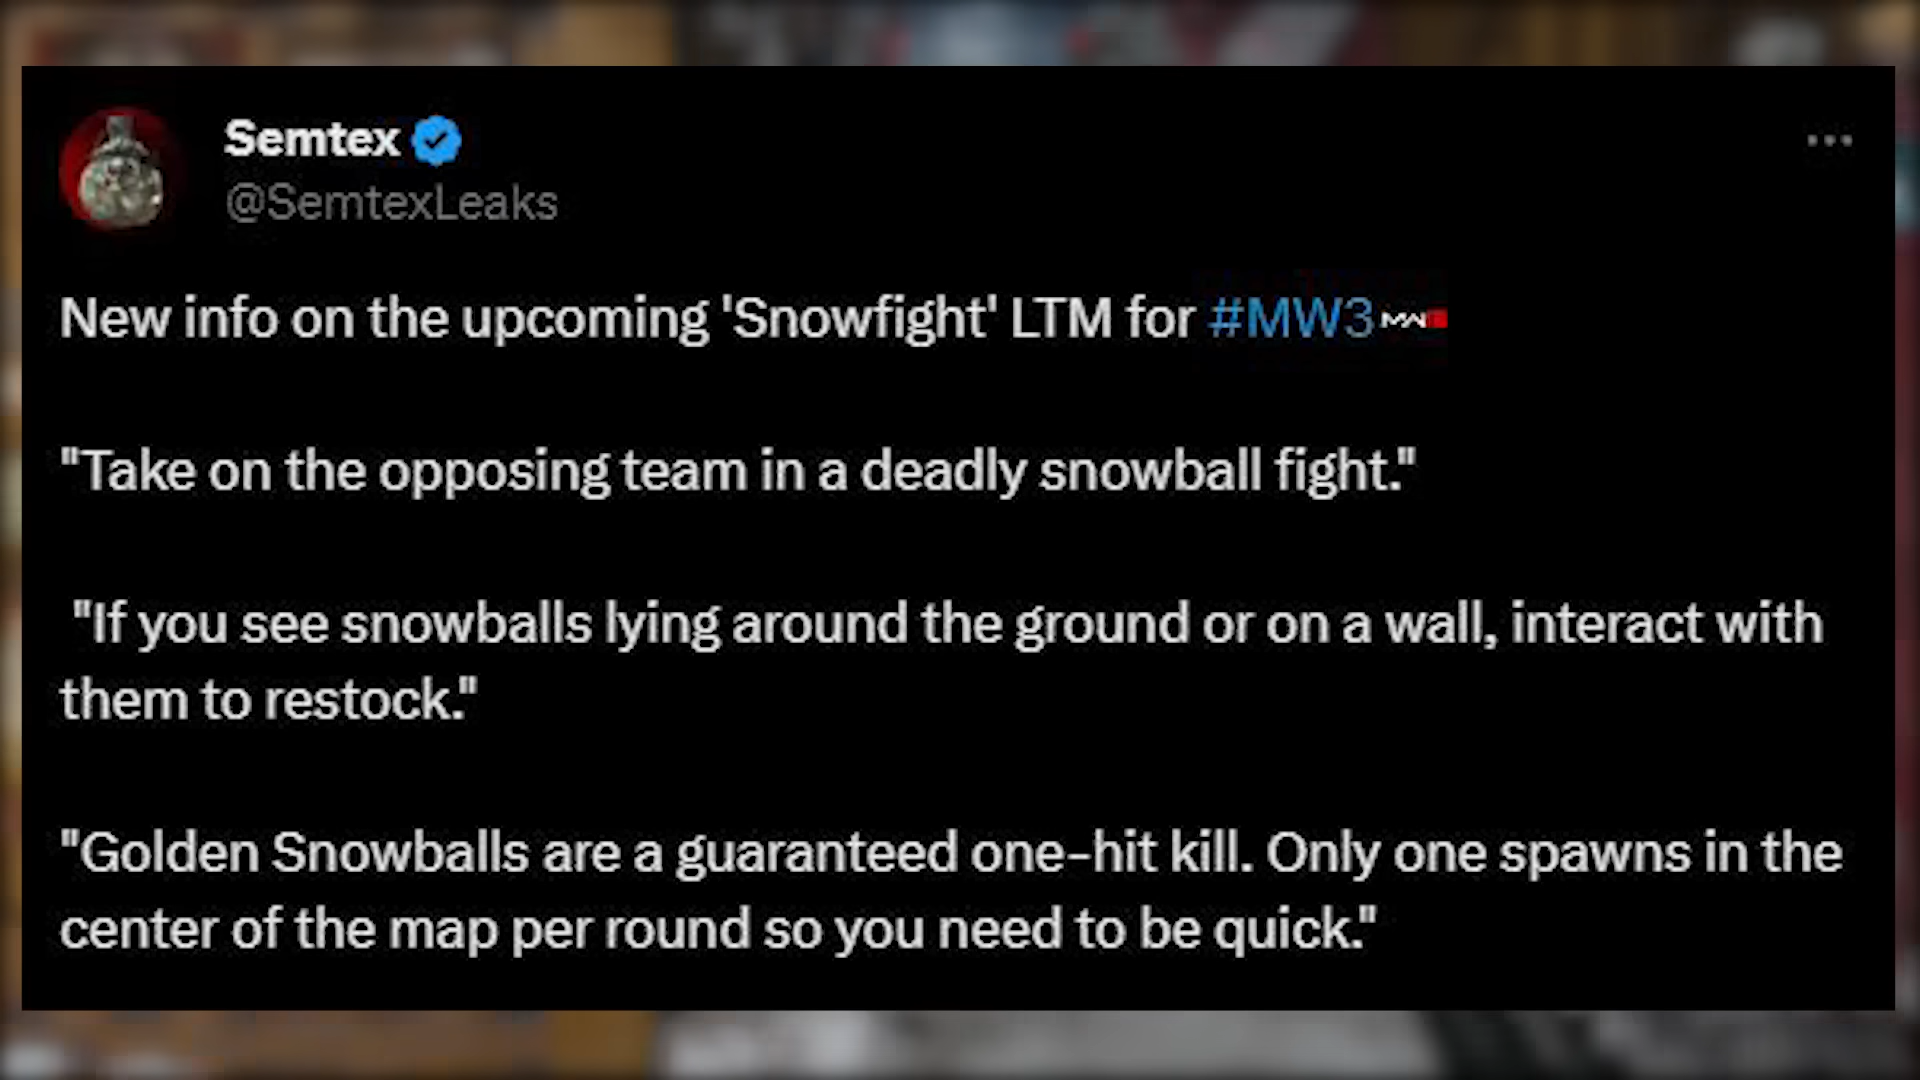 Semtex
@SemtexLeaks
New info on the upcoming 'Snowfight' LTM for #MW3
"Take on the opposing team in a deadly snowball fight."
"If you see snowballs lying around the ground or on a wall, interact with
them to restock."
"Golden Snowballs are a guaranteed one-hit kill. Only one spawns in the
center of the map per round so you need to be quick."